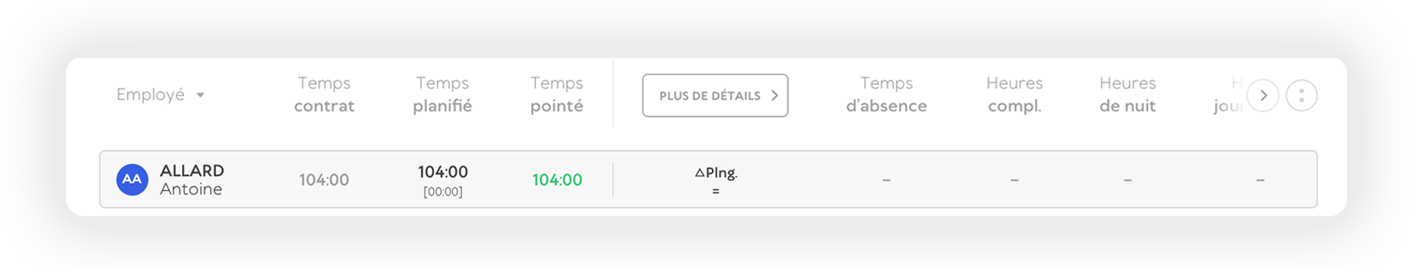 Employé
Temps
contrat
Temps
planifié
Temps
pointé
PLUS DE DÉTAILS
Temps
d'absence
Heures
compl.
Heures
de nuit
AA
ALLARD
Antoine
104:00
104:00
[00:00]
104:00
△Plng.
=
–
–
–
–